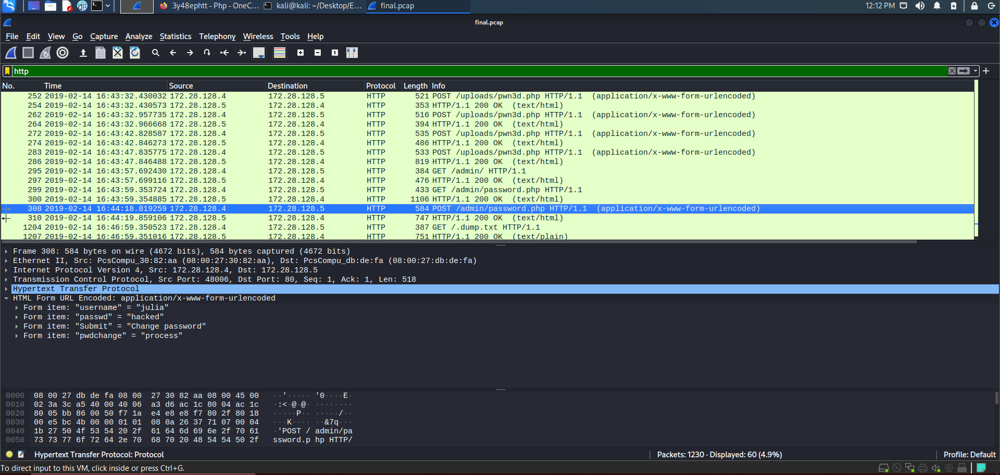 3y48ephtt - Php - OneC... kali@kali: ~/Desktop/E... final.pcap 12:12 PM
final.pcap
File Edit View Go Capture Analyze Statistics Telephony Wireless Tools Help
http
No. Time Source Destination Protocol Length Info
252 2019-02-14 16:43:32.430032 172.28.128.4 172.28.128.5 HTTP 521 POST /uploads/pwn3d.php HTTP/1.1 (application/x-www-form-urlencoded)
254 2019-02-14 16:43:32.430573 172.28.128.5 172.28.128.4 HTTP 353 HTTP/1.1 200 OK (text/html)
262 2019-02-14 16:43:32.957735 172.28.128.4 172.28.128.5 HTTP 516 POST /uploads/pwn3d.php HTTP/1.1 (application/x-www-form-urlencoded)
264 2019-02-14 16:43:32.966668 172.28.128.5 172.28.128.4 HTTP 394 HTTP/1.1 200 OK (text/html)
272 2019-02-14 16:43:42.828587 172.28.128.4 172.28.128.5 HTTP 535 POST /uploads/pwn3d.php HTTP/1.1 (application/x-www-form-urlencoded)
274 2019-02-14 16:43:42.846273 172.28.128.5 172.28.128.4 HTTP 486 HTTP/1.1 200 OK (text/html)
283 2019-02-14 16:43:47.835775 172.28.128.4 172.28.128.5 HTTP 533 POST /uploads/pwn3d.php HTTP/1.1 (application/x-www-form-urlencoded)
286 2019-02-14 16:43:47.846488 172.28.128.5 172.28.128.4 HTTP 819 HTTP/1.1 200 OK (text/html)
295 2019-02-14 16:43:57.692430 172.28.128.4 172.28.128.5 HTTP 384 GET /admin/ HTTP/1.1
297 2019-02-14 16:43:57.699116 172.28.128.5 172.28.128.4 HTTP 476 HTTP/1.1 200 OK (text/html)
299 2019-02-14 16:43:59.353724 172.28.128.4 172.28.128.5 HTTP 433 GET /admin/password.php HTTP/1.1
300 2019-02-14 16:43:59.354885 172.28.128.5 172.28.128.4 HTTP 1106 HTTP/1.1 200 OK (text/html)
308 2019-02-14 16:44:18.819259 172.28.128.4 172.28.128.5 HTTP 584 POST /admin/password.php HTTP/1.1 (application/x-www-form-urlencoded)
310 2019-02-14 16:44:19.859106 172.28.128.5 172.28.128.4 HTTP 747 HTTP/1.1 200 OK (text/html)
1204 2019-02-14 16:46:59.350523 172.28.128.4 172.28.128.5 HTTP 387 GET /.dump.txt HTTP/1.1
1207 2019-02-14 16:46:59.351016 172.28.128.5 172.28.128.4 HTTP 751 HTTP/1.1 200 OK (text/plain)
Frame 308: 584 bytes on wire (4672 bits), 584 bytes captured (4672 bits)
Ethernet II, Src: PcsCompu_30:82:aa (08:00:27:30:82:aa), Dst: PcsCompu_db:de:fa (08:00:27:db:de:fa)
Internet Protocol Version 4, Src: 172.28.128.4, Dst: 172.28.128.5
Transmission Control Protocol, Src Port: 48006, Dst Port: 80, Seq: 1, Ack: 1, Len: 518
Hypertext Transfer Protocol
HTML Form URL Encoded: application/x-www-form-urlencoded
Form item: "username" = "julia"
Form item: "passwd" = "hacked"
Form item: "Submit" = "Change password"
Form item: "pwdchange" = "process"
0000 08 00 27 db de fa 08 00 27 30 82 aa 08 00 45 00 ··'····· '0····E·
0010 02 3a 3c a5 40 00 40 06 a3 d6 ac 1c 80 04 ac 1c ·:<·@·@· ········
0020 80 05 bb 86 00 50 f7 1a e4 e8 e8 f7 80 2f 80 18 ·····P·· ·····/··
0030 00 e5 bc 4b 00 00 01 01 08 0a 26 37 71 07 00 04 ···K···· ··&7q···
0040 1b 27 50 4f 53 54 20 2f 61 64 6d 69 6e 2f 70 61 ·'POST / admin/pa
0050 73 73 77 6f 72 64 2e 70 68 70 20 48 54 54 50 2f ssword.p hp HTTP/
Hypertext Transfer Protocol: Protocol Packets: 1230 · Displayed: 60 (4.9%) Profile: Default
To direct input to this VM, click inside or press Ctrl+G.